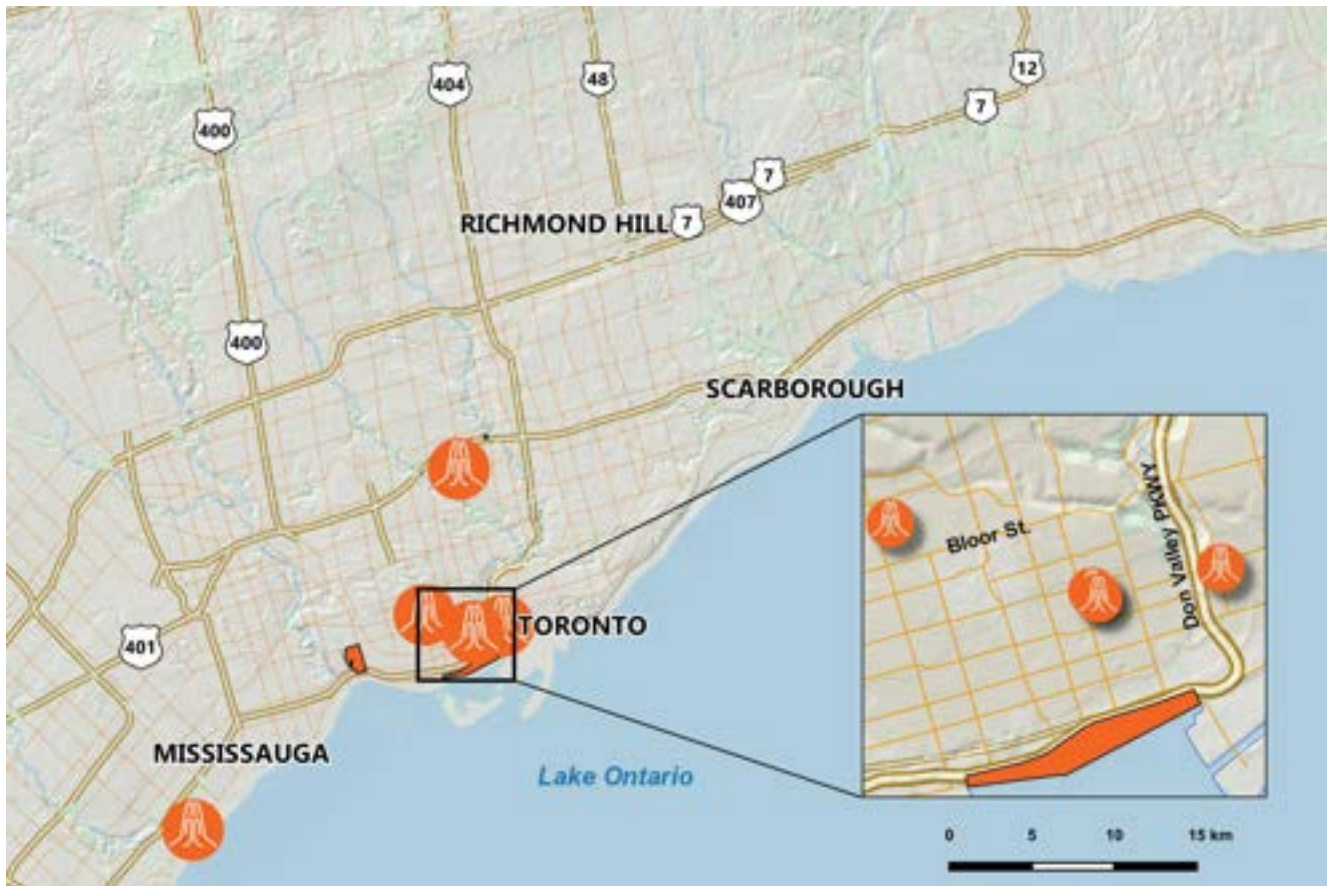 12
404
48
7
400
7
407
RICHMOND HILL
7
400
SCARBOROUGH
Don Valley PKWY
Bloor St.
TORONTO
401
MISSISSAUGA
Lake Ontario
0 5 10 15 km